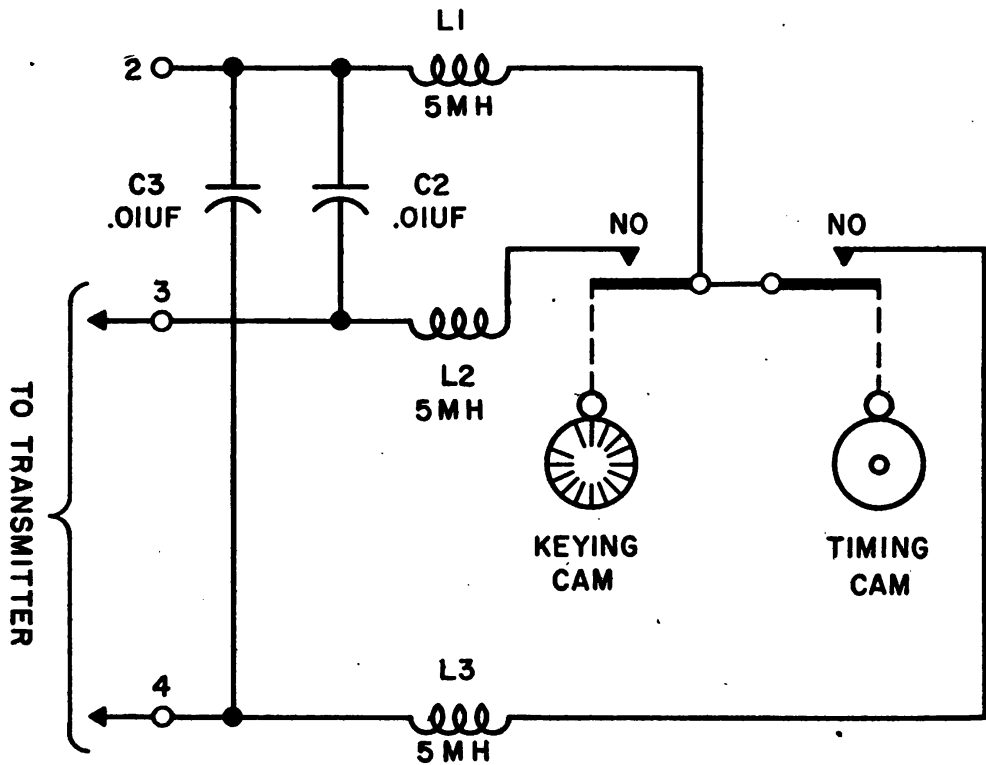 L1
2
5MH
C3
.01UF
C2
.01UF
NO
NO
3
L2
5MH
TO TRANSMITTER
KEYING
CAM
TIMING
CAM
L3
4
5MH